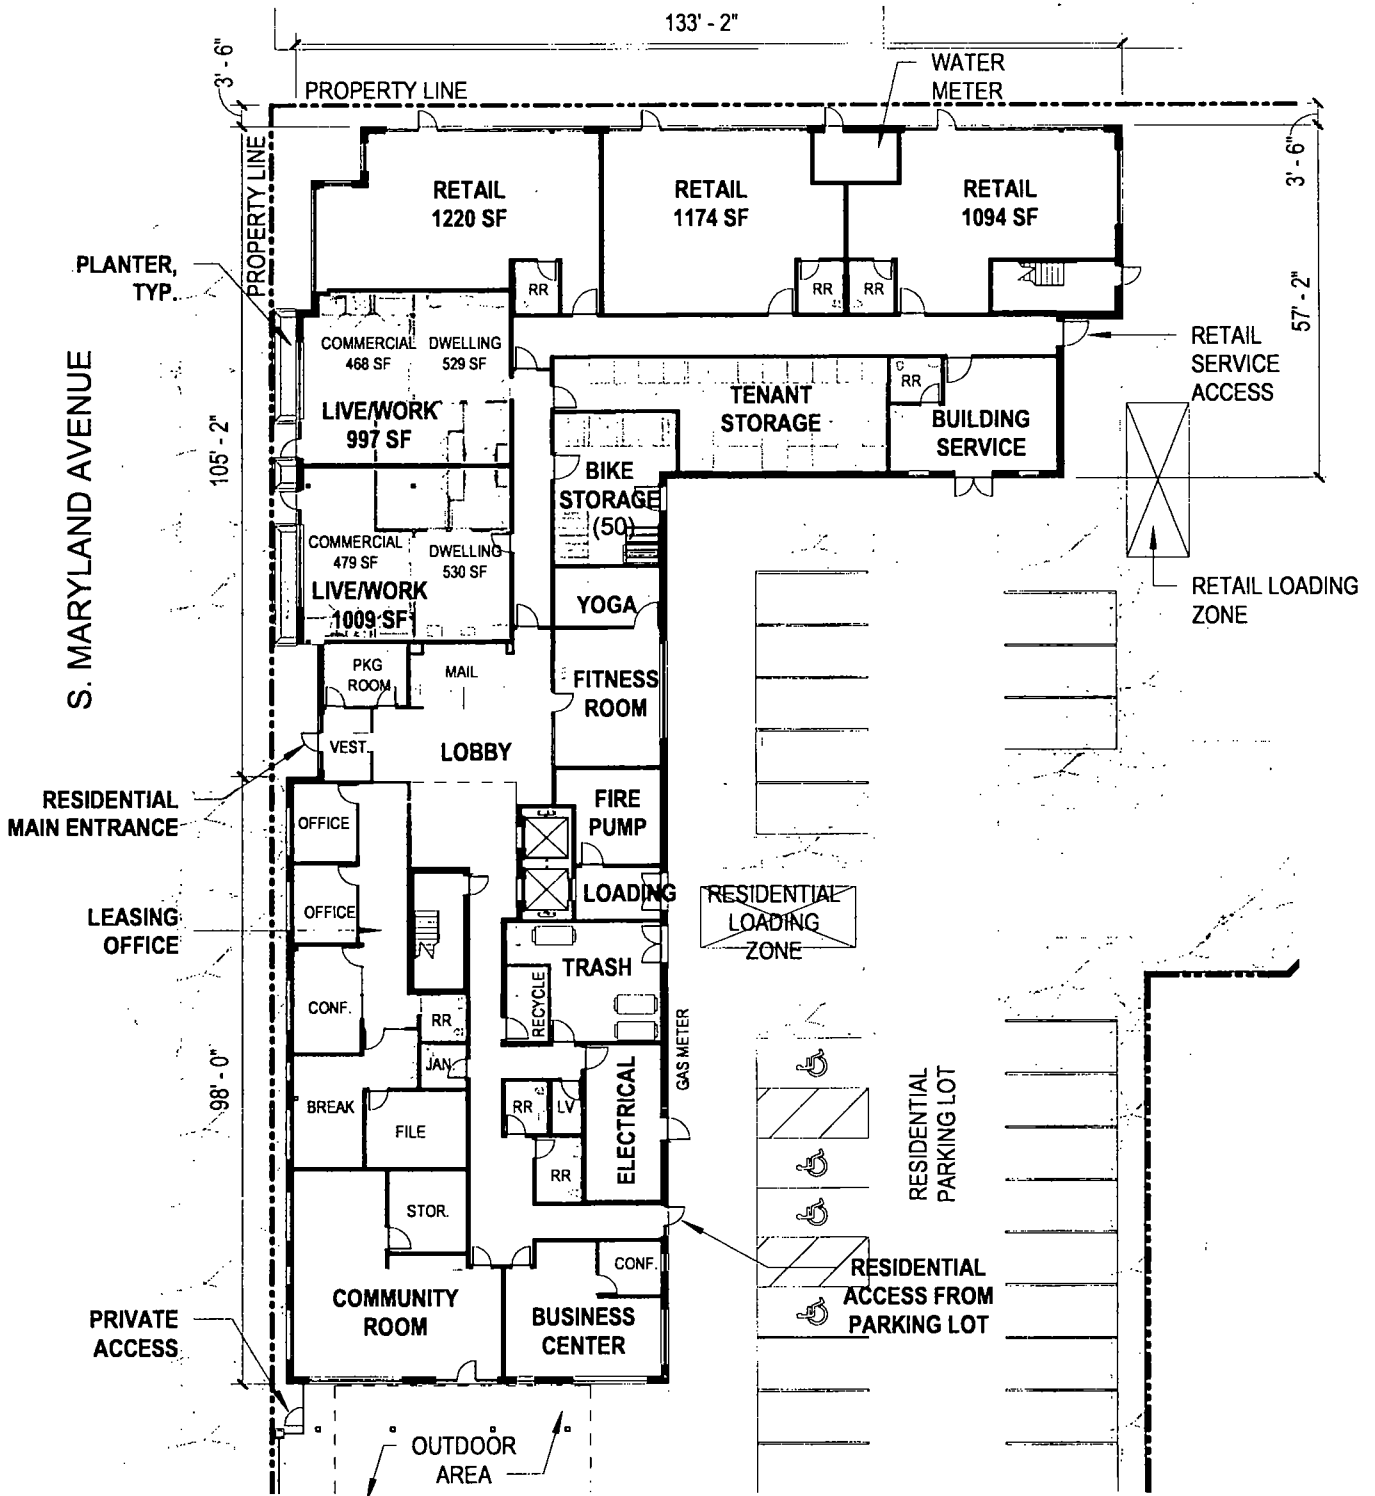 133' - 2"
3' - 6"
WATER
METER
PROPERTY LINE
PROPERTY LINE
3' - 6"
RETAIL
1220 SF
RETAIL
1174 SF
RETAIL
1094 SF
PLANTER,
TYP.
RR
RR
RR
57' - 2"
COMMERCIAL
468 SF
DWELLING
529 SF
RETAIL
SERVICE
ACCESS
RR
TENANT
STORAGE
LIVE/WORK
997 SF
BUILDING
SERVICE
S. MARYLAND AVENUE
105' - 2"
BIKE
STORAGE
(50)
COMMERCIAL
479 SF
DWELLING
530 SF
LIVE/WORK
1009 SF
YOGA
RETAIL LOADING
ZONE
PKG
ROOM
MAIL
FITNESS
ROOM
VEST.
LOBBY
RESIDENTIAL
MAIN ENTRANCE
OFFICE
FIRE
PUMP
LOADING
RESIDENTIAL
LOADING
ZONE
LEASING
OFFICE
OFFICE
TRASH
RECYCLE
CONF.
RR
GAS METER
JAN
98' - 0"
BREAK
FILE
RR
LV
ELECTRICAL
RESIDENTIAL
PARKING LOT
RR
STOR.
CONF.
RESIDENTIAL
ACCESS FROM
PARKING LOT
COMMUNITY
ROOM
BUSINESS
CENTER
PRIVATE
ACCESS
OUTDOOR
AREA